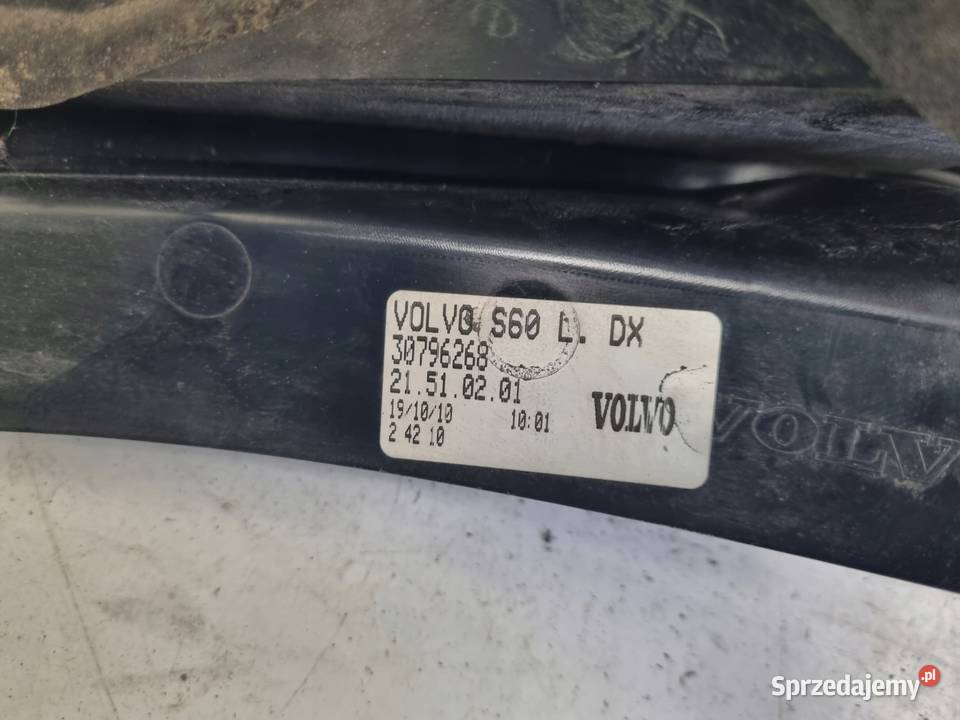 VOLVO S60 L. DX
30796268
21.51.02.01
19/10/10 10:01
2 42 10
VOLVO
VOLV
Sprzedajemy.pl